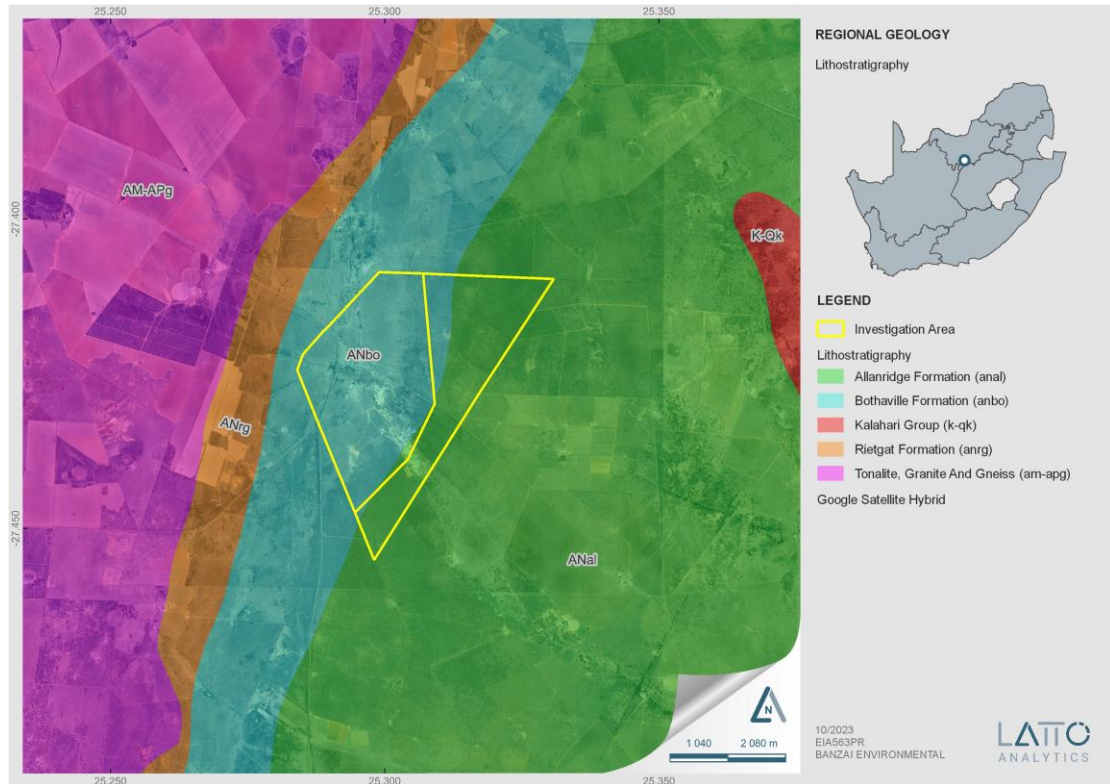 25.250
25.300
25.350
-27.400
-27.450
AM-APg
K-Qk
ANbo
ANrg
ANal
N
1 040
2 080 m
25.250
25.300
25.350
REGIONAL GEOLOGY
Lithostratigraphy
LEGEND
Investigation Area
Lithostratigraphy
Allanridge Formation (anal)
Bothaville Formation (anbo)
Kalahari Group (k-qk)
Rietgat Formation (anrg)
Tonalite, Granite And Gneiss (am-apg)
Google Satellite Hybrid
10/2023
EIA563PR
BANZAI ENVIRONMENTAL
LATTO
ANALYTICS